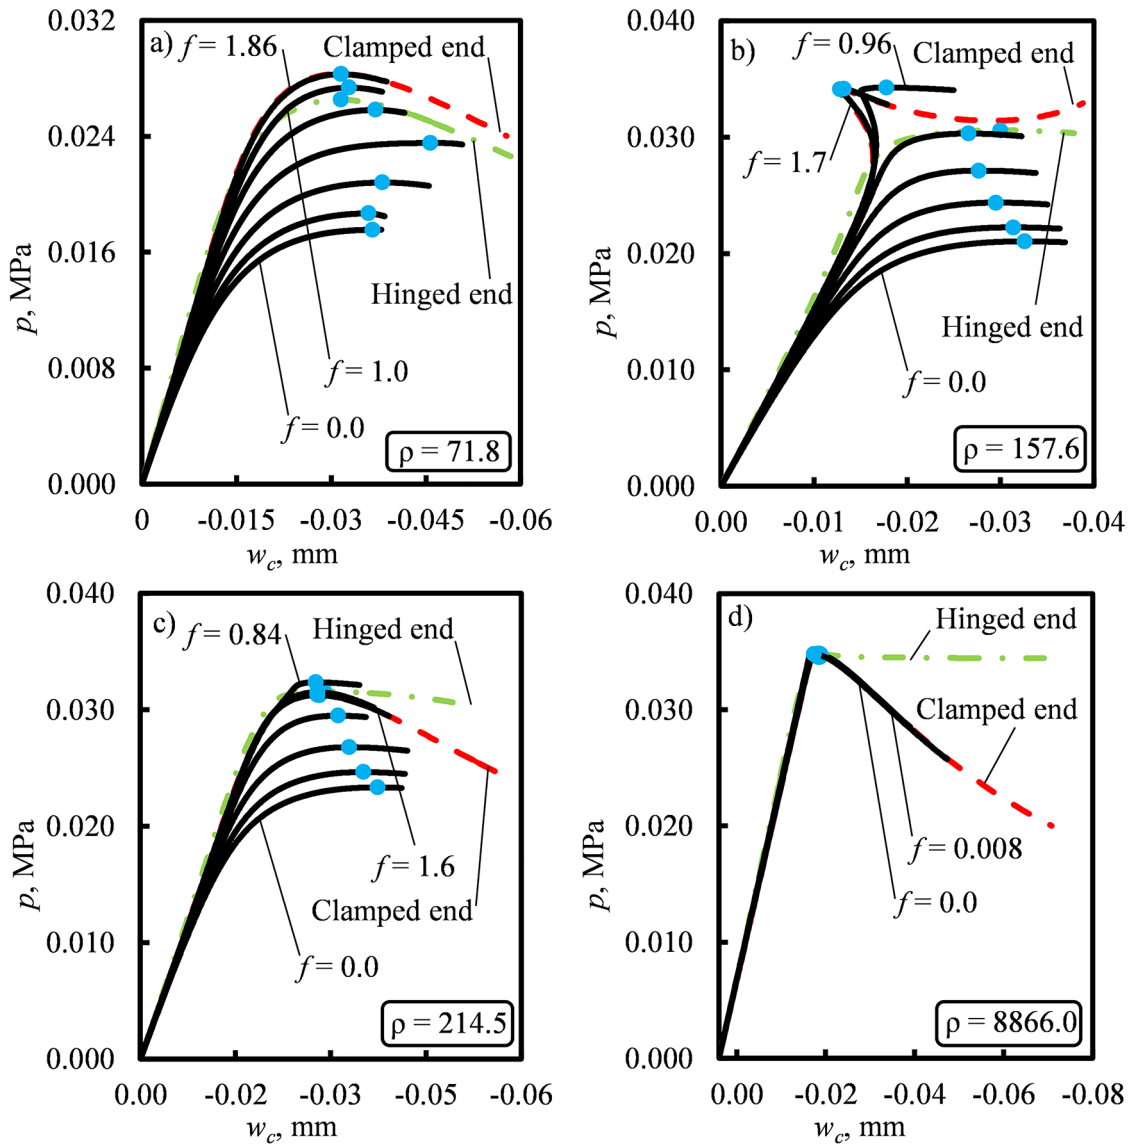 0.032
a)
f = 1.86
Clamped end
0.024
0.016
p, MPa
Hinged end
0.008
f = 1.0
f = 0.0
ρ = 71.8
0.000
0
-0.015
-0.03
-0.045
-0.06
w_c, mm
0.040
b)
f = 0.96
Clamped end
0.030
f = 1.7
0.020
p, MPa
Hinged end
0.010
f = 0.0
ρ = 157.6
0.000
0.00
-0.01
-0.02
-0.03
-0.04
w_c, mm
0.040
c)
f = 0.84
Hinged end
0.030
0.020
p, MPa
f = 1.6
Clamped end
0.010
f = 0.0
ρ = 214.5
0.000
0.00
-0.02
-0.03
-0.05
-0.06
w_c, mm
0.040
d)
Hinged end
0.030
Clamped end
0.020
p, MPa
f = 0.008
f = 0.0
0.010
ρ = 8866.0
0.000
0.00
-0.02
-0.04
-0.06
-0.08
w_c, mm